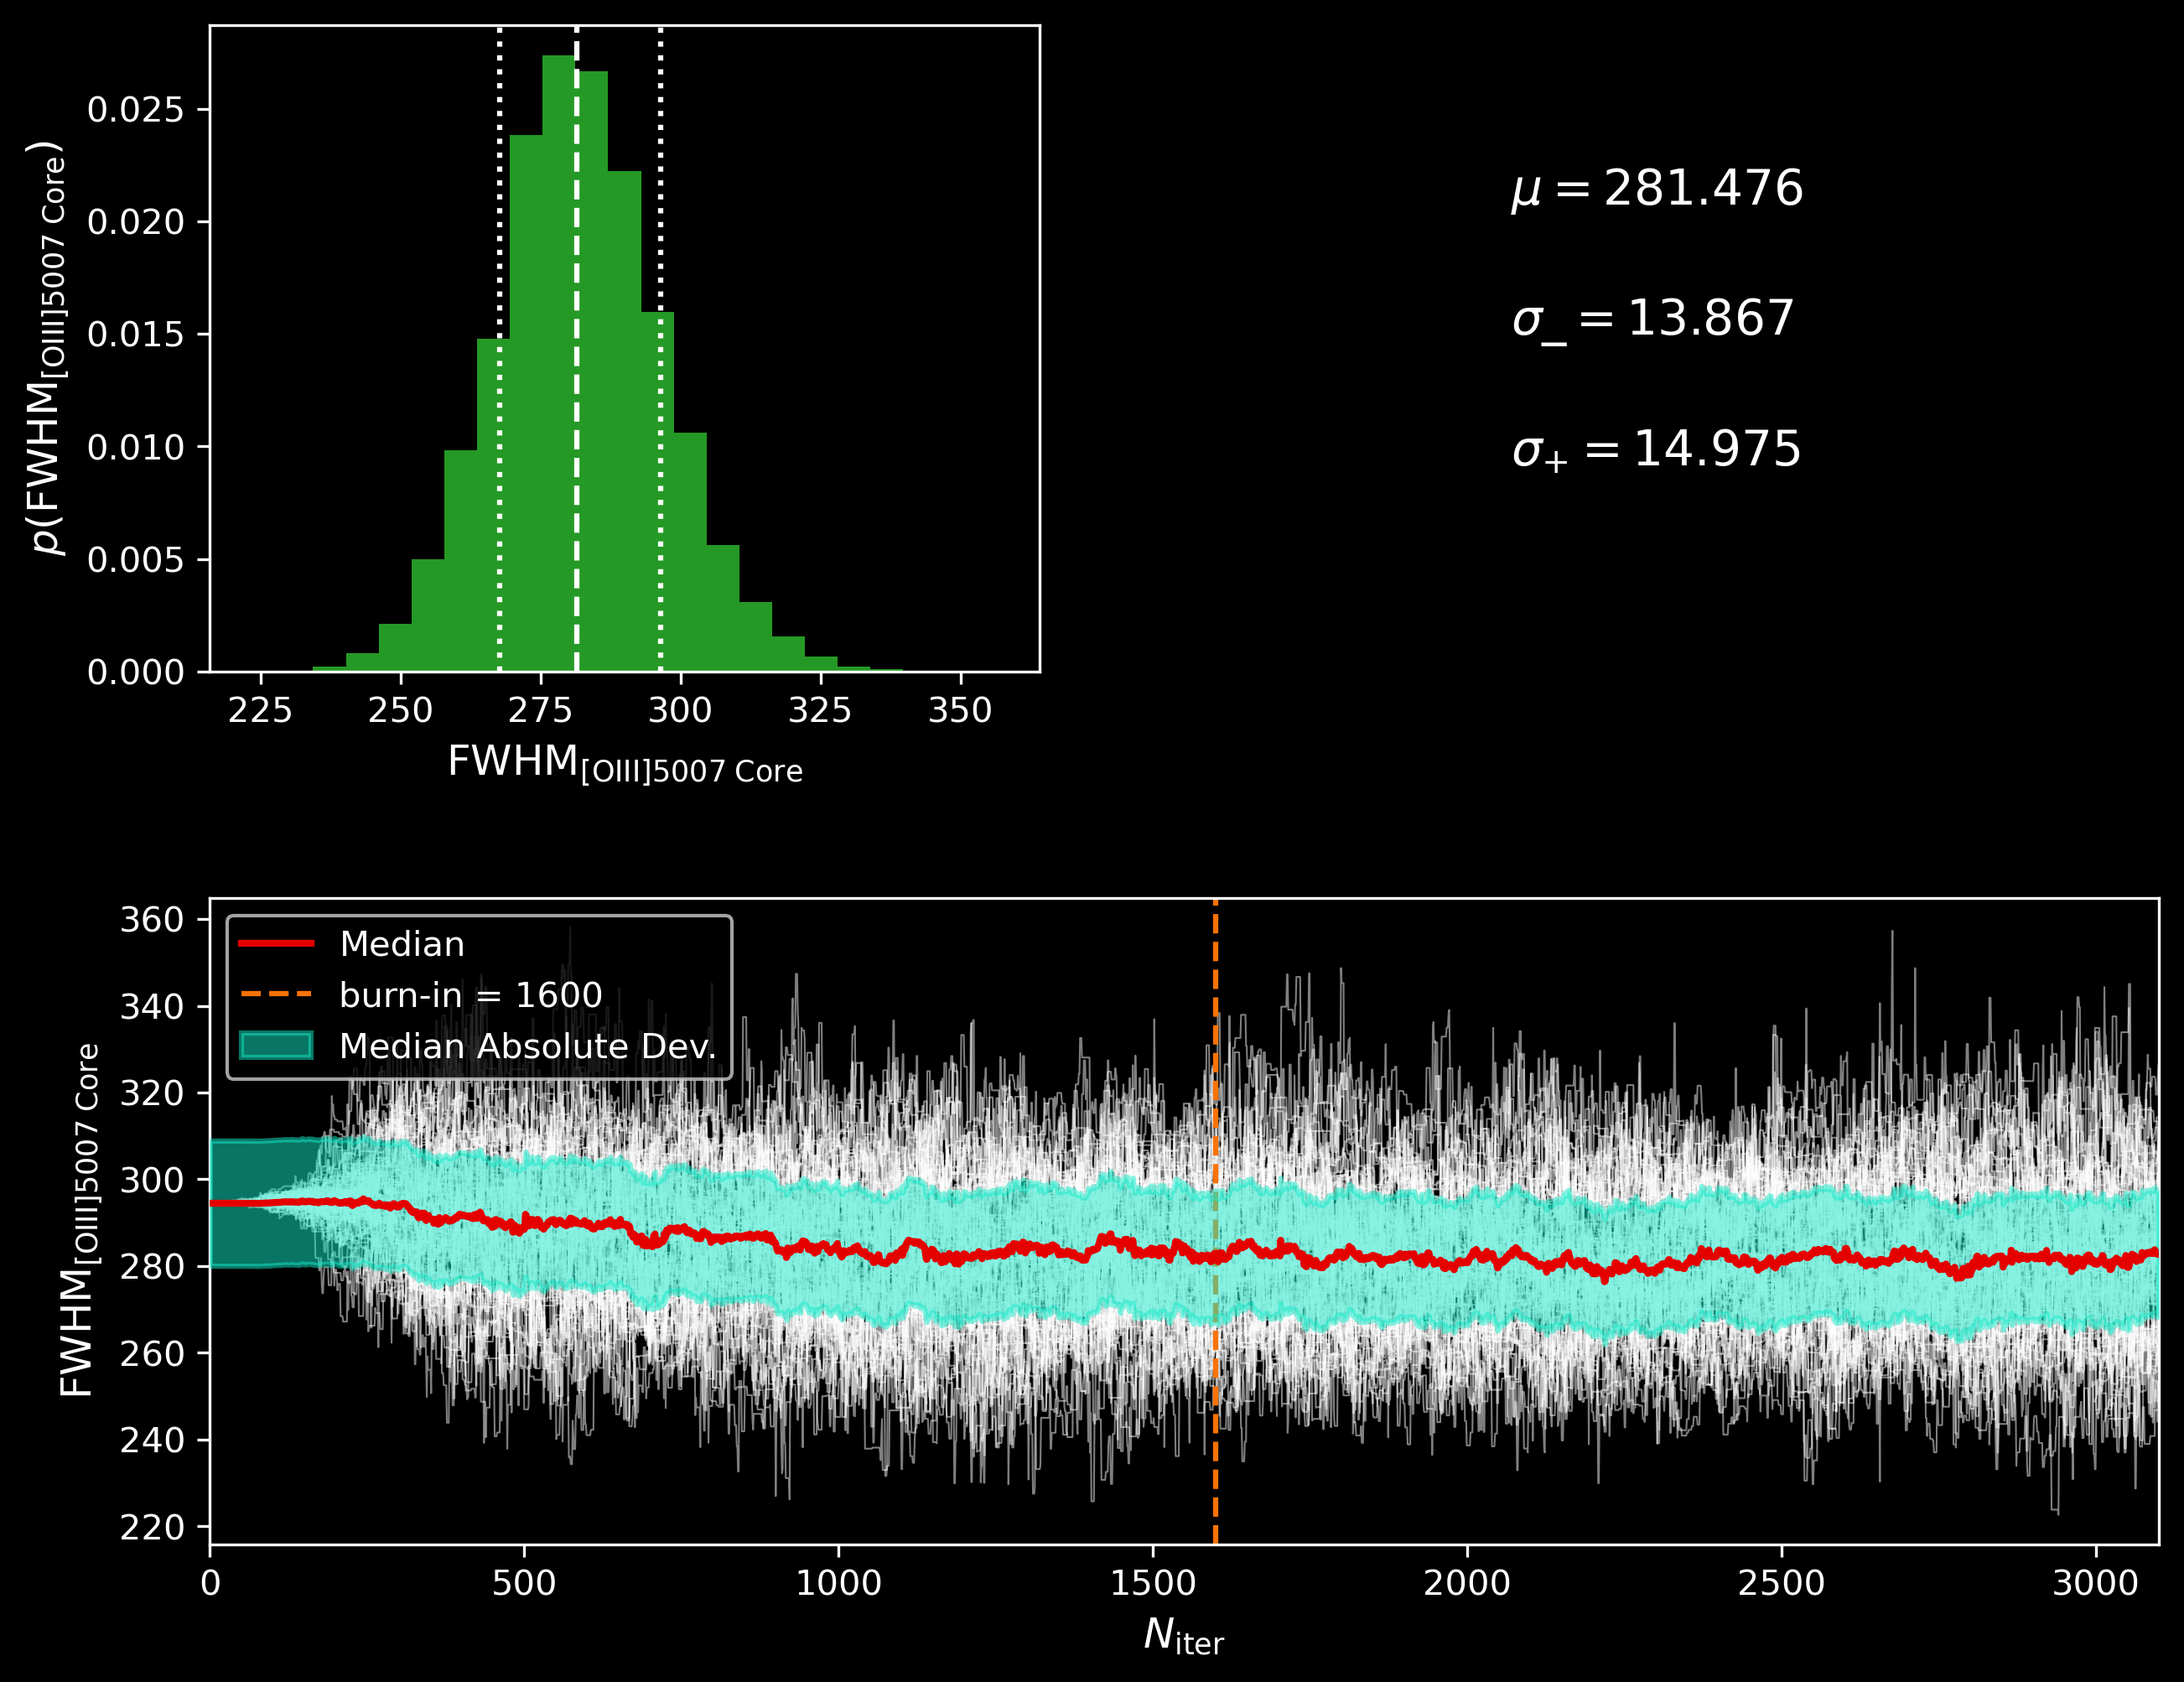 0.025
0.020
0.015
0.010
0.005
0.000
p(FWHM[OIII]5007 Core)
225 250 275 300 325 350
FWHM[OIII]5007 Core
μ = 281.476
σ_ = 13.867
σ+ = 14.975
360
340
320
300
280
260
240
220
FWHM[OIII]5007 Core
Median
burn-in = 1600
Median Absolute Dev.
0 500 1000 1500 2000 2500 3000
Niter